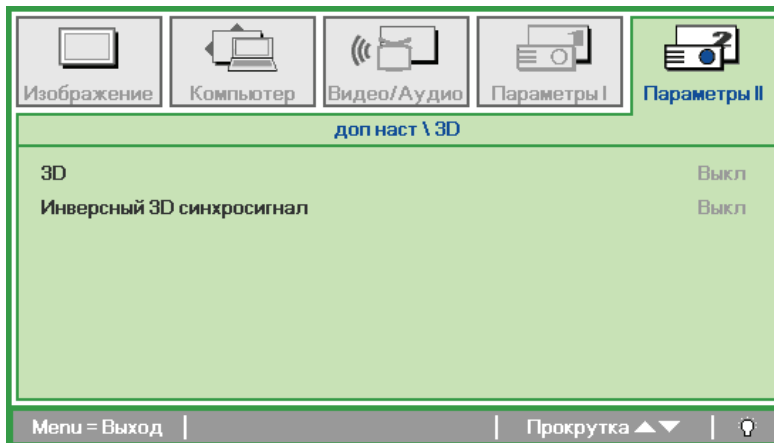 Изображение
Компьютер
Видео/Аудио
Параметры I
Параметры II
доп наст \ 3D
3D Выкл
Инверсный 3D синхросигнал Выкл
Menu = Выход Прокрутка ▲▼